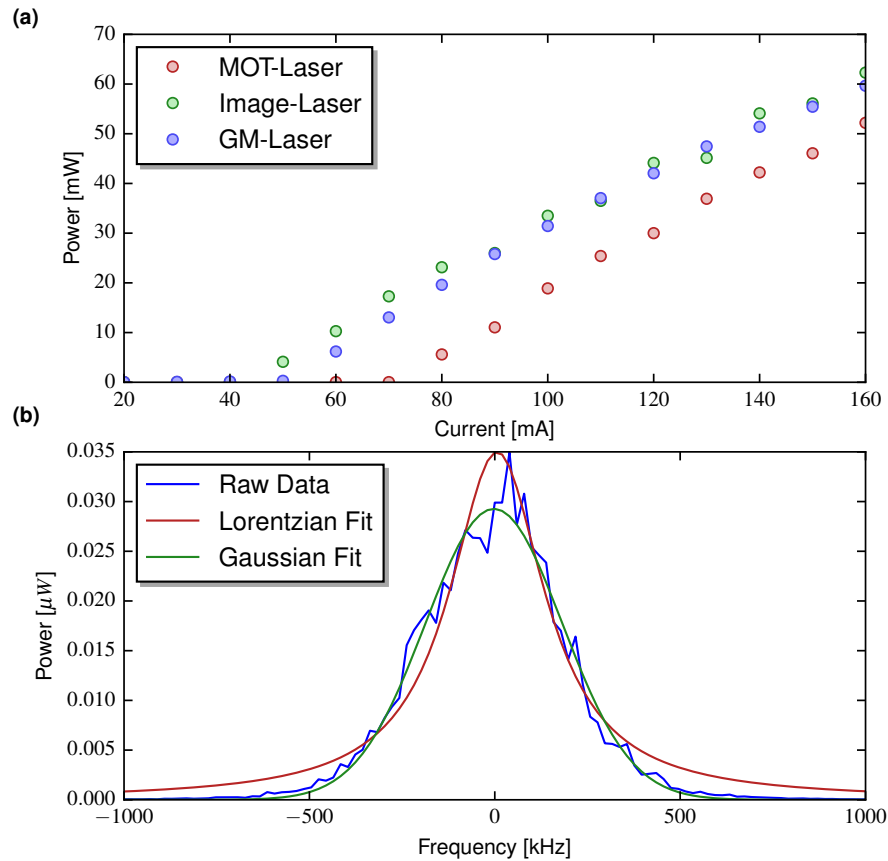 (a)
70
60
50
40
30
20
10
0
Power [mW]
MOT-Laser
Image-Laser
GM-Laser
20 40 60 80 100 120 140 160
Current [mA]
(b)
0.035
0.030
0.025
0.020
0.015
0.010
0.005
0.000
Power [μW]
Raw Data
Lorentzian Fit
Gaussian Fit
−1000 −500 0 500 1000
Frequency [kHz]